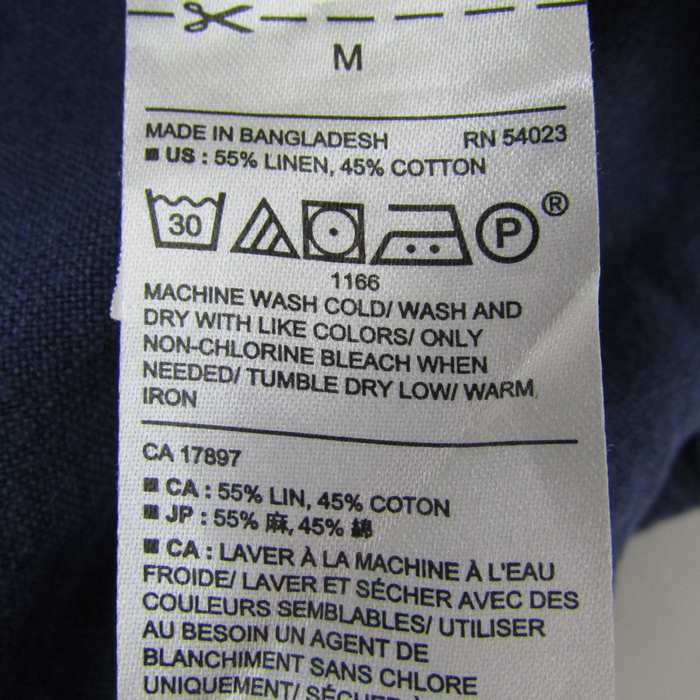 M
MADE IN BANGLADESH RN 54023
■ US : 55% LINEN, 45% COTTON
30 P ®
1166
MACHINE WASH COLD/ WASH AND
DRY WITH LIKE COLORS/ ONLY
NON-CHLORINE BLEACH WHEN
NEEDED/ TUMBLE DRY LOW/ WARM
IRON
CA 17897
■ CA : 55% LIN, 45% COTON
■ JP : 55% 麻, 45% 綿
■ CA : LAVER À LA MACHINE À L'EAU
FROIDE/ LAVER ET SÉCHER AVEC DES
COULEURS SEMBLABLES/ UTILISER
AU BESOIN UN AGENT DE
BLANCHIMENT SANS CHLORE
UNIQUEMENT/ SÉCHER À